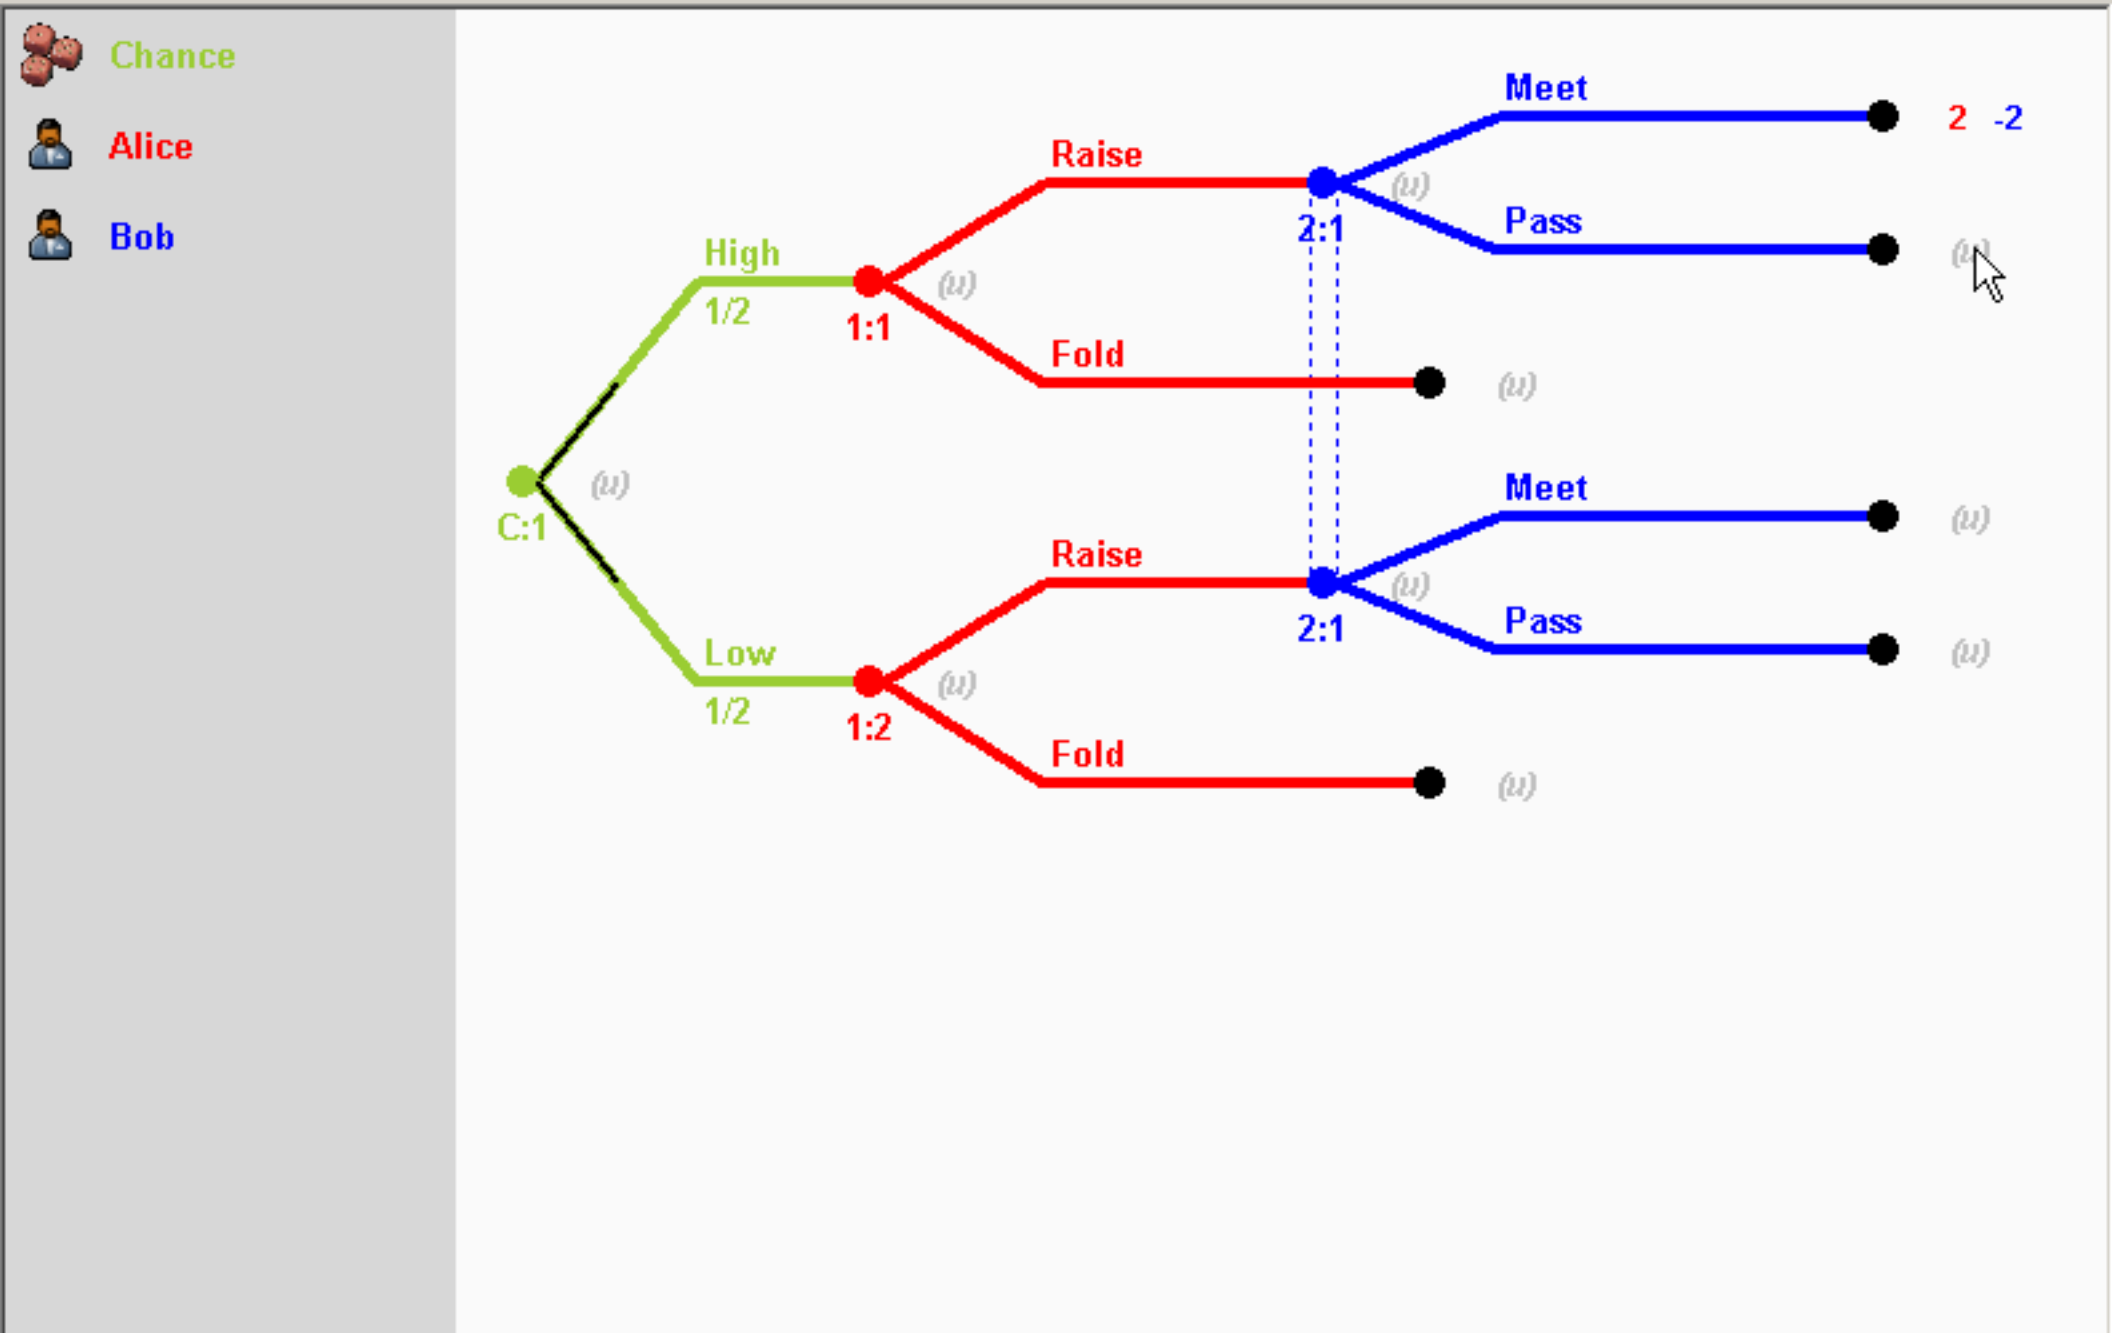 Chance
Alice
Bob
Meet
2 -2
Raise
(u)
Pass
2:1
(u)
High
(u)
1/2
1:1
Fold
(u)
(u)
Meet
C:1
(u)
Raise
(u)
Pass
2:1
(u)
Low
(u)
1/2
1:2
Fold
(u)